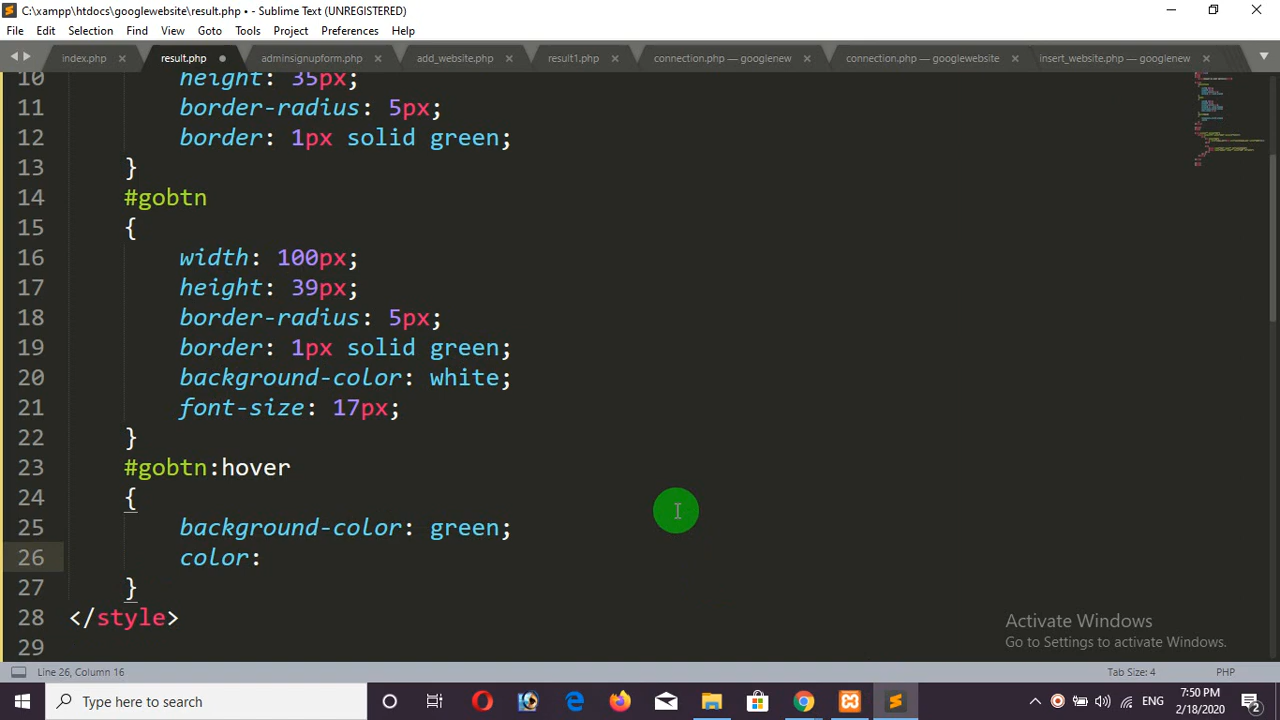 C:\xampp\htdocs\googlewebsite\result.php • - Sublime Text (UNREGISTERED)
File Edit Selection Find View Goto Tools Project Preferences Help
index.php result.php adminsignupform.php add_website.php result1.php connection.php — googlenew connection.php — googlewebsite insert_website.php — googlenew
10 height: 35px;
11 border-radius: 5px;
12 border: 1px solid green;
13 }
14 #gobtn
15 {
16 width: 100px;
17 height: 39px;
18 border-radius: 5px;
19 border: 1px solid green;
20 background-color: white;
21 font-size: 17px;
22 }
23 #gobtn:hover
24 {
25 background-color: green;
26 color:
27 }
28 </style>
29
Activate Windows
Go to Settings to activate Windows.
Line 26, Column 16 Tab Size: 4 PHP
Type here to search ENG 7:50 PM
2/18/2020 2